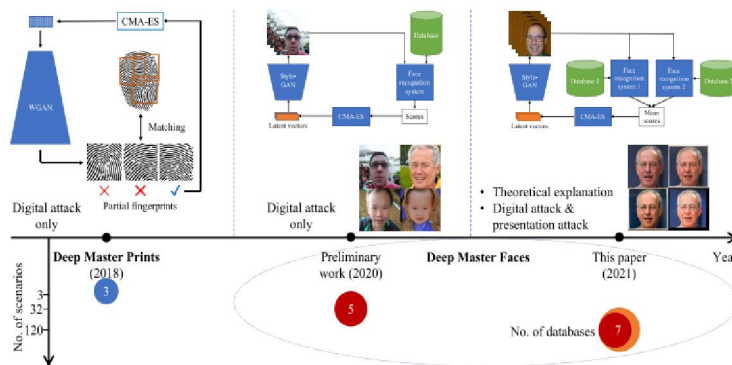 CMA-ES
WGAN
Matching
Partial fingerprints
Digital attack
only
Database
Style-
GAN
Face
recognition
system
CMA-ES
Scores
Latent vectors
Digital attack
only
Style-
GAN
Database 1
Face
recognition
system 1
Face
recognition
system 2
Database 2
CMA-ES
Mean
scores
Latent vectors
• Theoretical explanation
• Digital attack &
presentation attack
Deep Master Prints
(2018)
Preliminary
work (2020)
Deep Master Faces
This paper
(2021)
Year
No. of scenarios
3
32
120
3
5
No. of databases
7